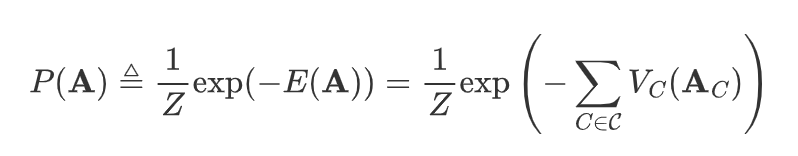 P(𝐀) ≜ 1/Z exp(−E(𝐀)) = 1/Z exp(−∑_{C∈𝒞} V_C(𝐀_C))